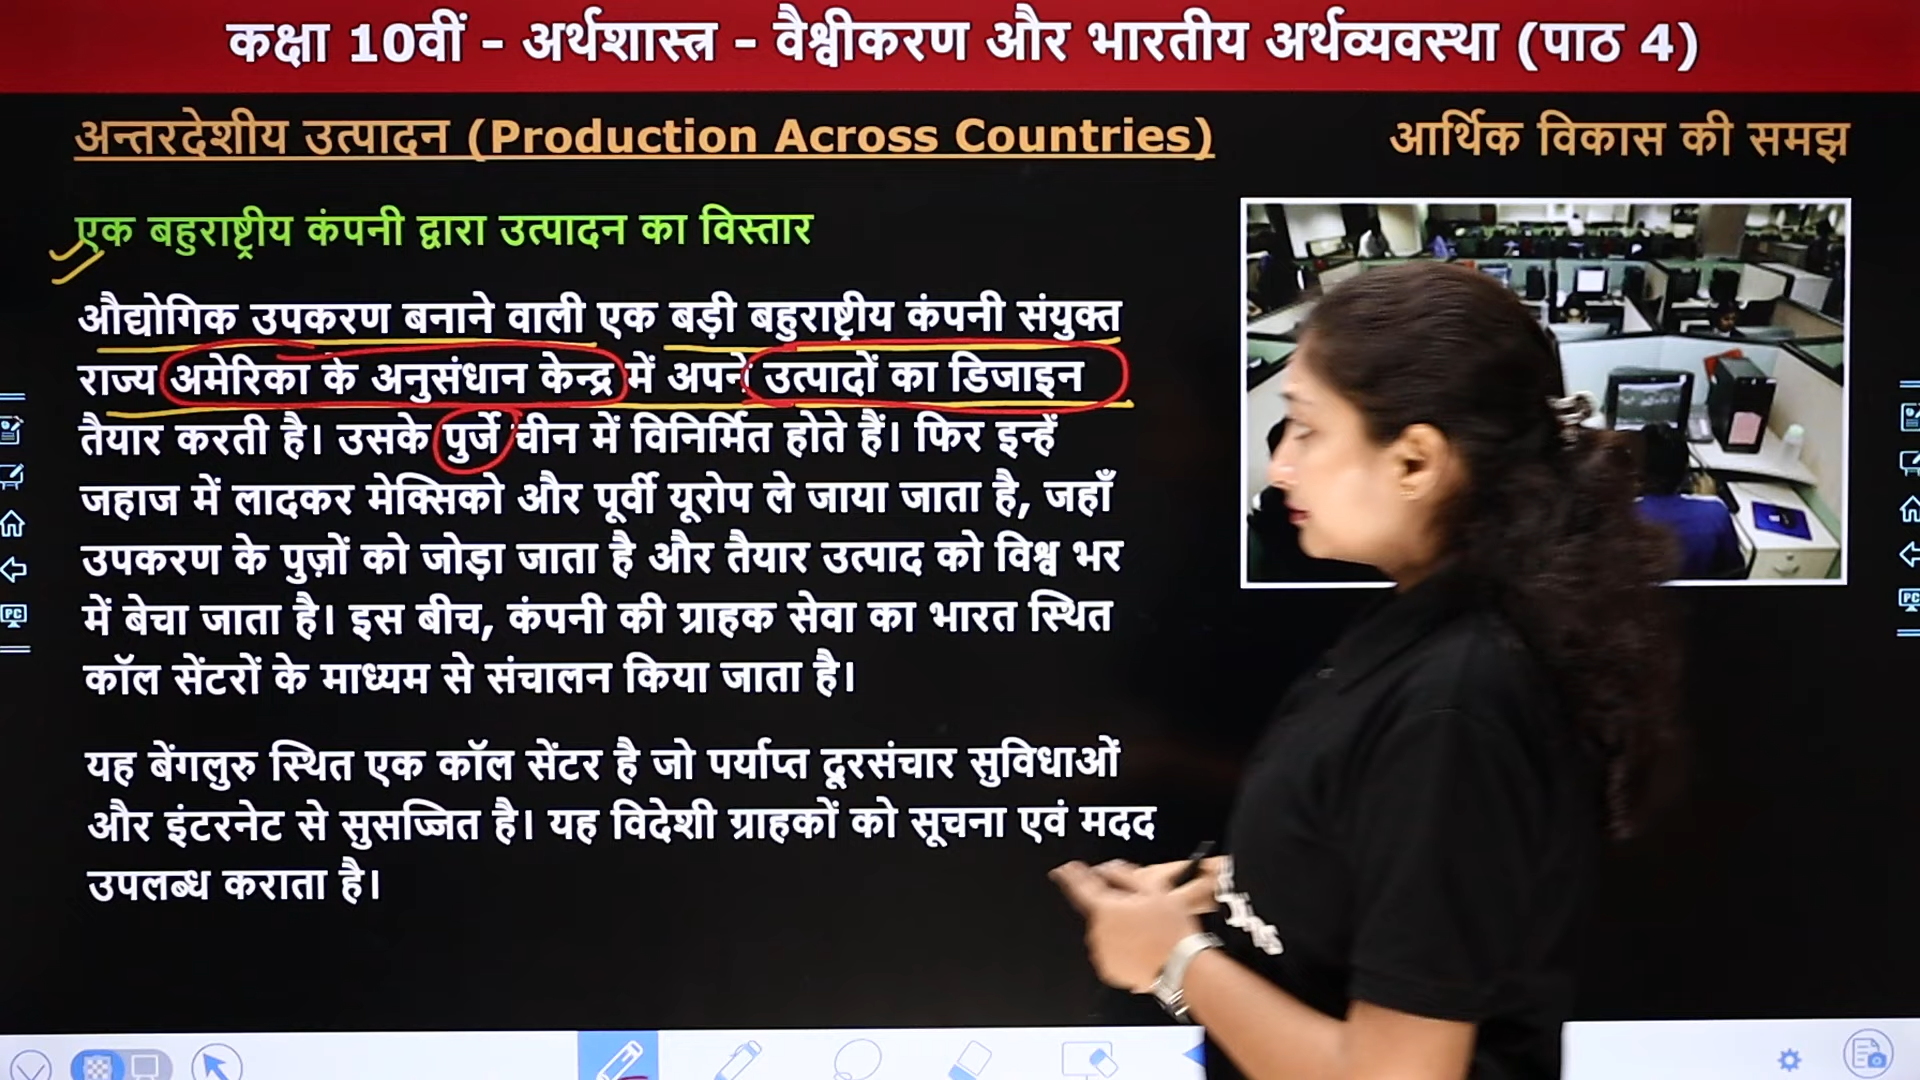 कक्षा 10वीं - अर्थशास्त्र - वैश्वीकरण और भारतीय अर्थव्यवस्था (पाठ 4)
अन्तरदेशीय उत्पादन (Production Across Countries)
आर्थिक विकास की समझ
एक बहुराष्ट्रीय कंपनी द्वारा उत्पादन का विस्तार
औद्योगिक उपकरण बनाने वाली एक बड़ी बहुराष्ट्रीय कंपनी संयुक्त
राज्य अमेरिका के अनुसंधान केन्द्र में अपने उत्पादों का डिजाइन
तैयार करती है। उसके पुर्जे चीन में विनिर्मित होते हैं। फिर इन्हें
जहाज में लादकर मेक्सिको और पूर्वी यूरोप ले जाया जाता है, जहाँ
उपकरण के पुर्ज़ों को जोड़ा जाता है और तैयार उत्पाद को विश्व भर
में बेचा जाता है। इस बीच, कंपनी की ग्राहक सेवा का भारत स्थित
कॉल सेंटरों के माध्यम से संचालन किया जाता है।
यह बेंगलुरु स्थित एक कॉल सेंटर है जो पर्याप्त दूरसंचार सुविधाओं
और इंटरनेट से सुसज्जित है। यह विदेशी ग्राहकों को सूचना एवं मदद
उपलब्ध कराता है।
PC
PC